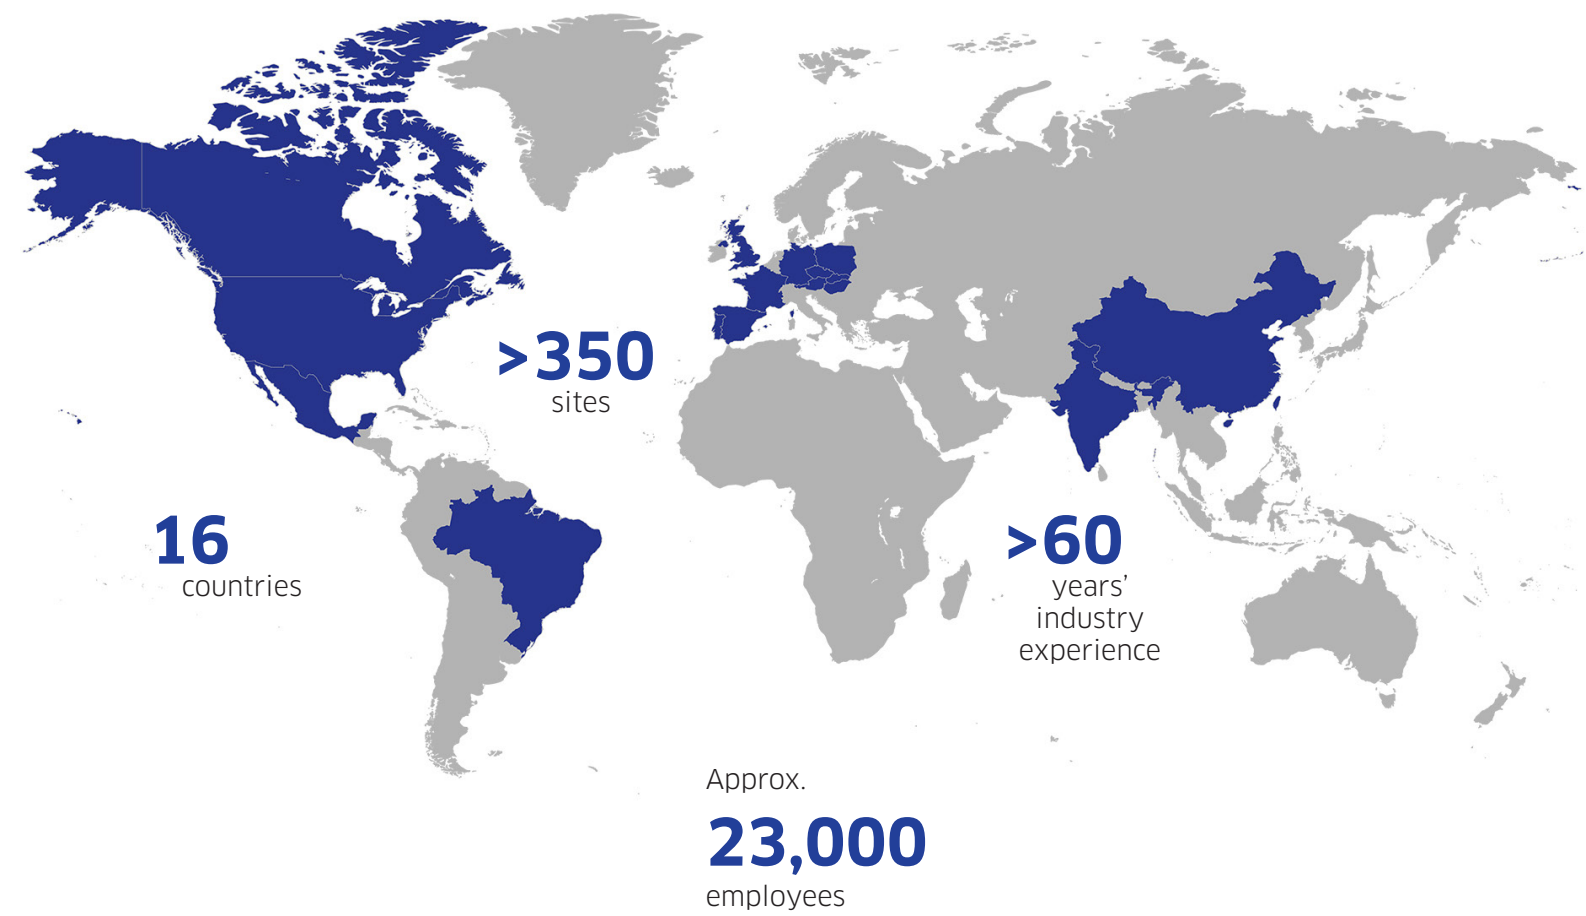 >350
sites
16
countries
>60
years’
industry
experience
Approx.
23,000
employees